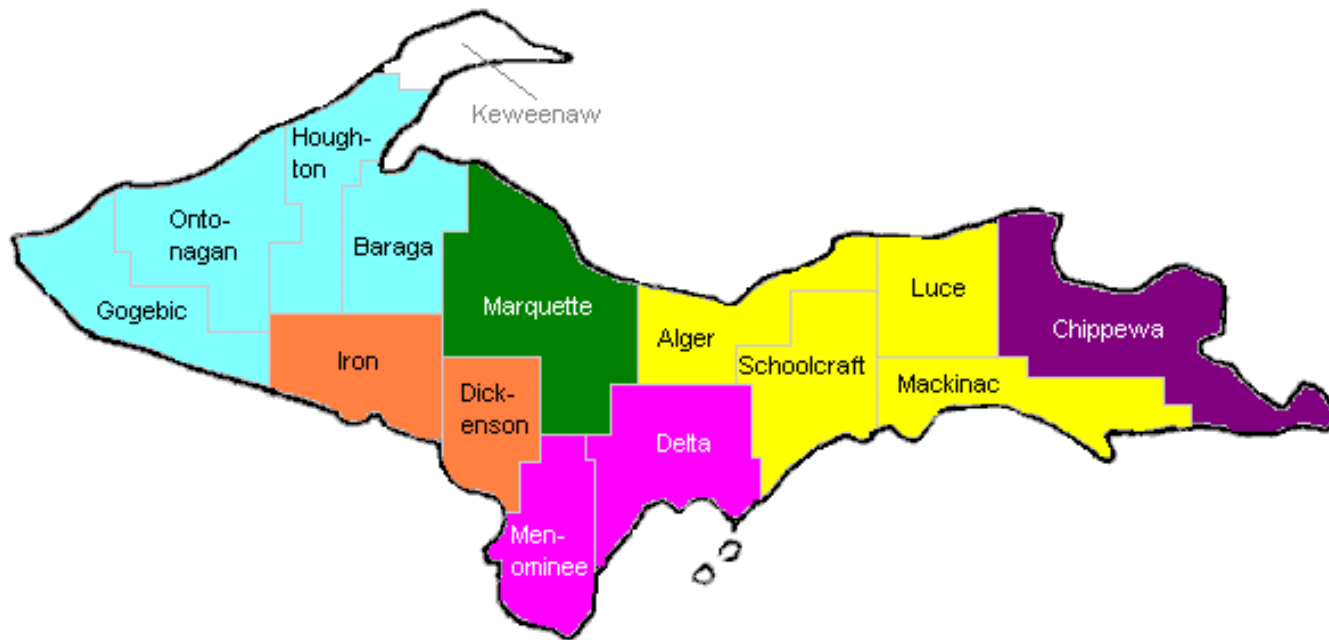 Keweenaw
Hough-
ton
Onto-
nagan
Baraga
Gogebic
Marquette
Iron
Dick-
enson
Alger
Schoolcraft
Luce
Mackinac
Chippewa
Delta
Men-
ominee